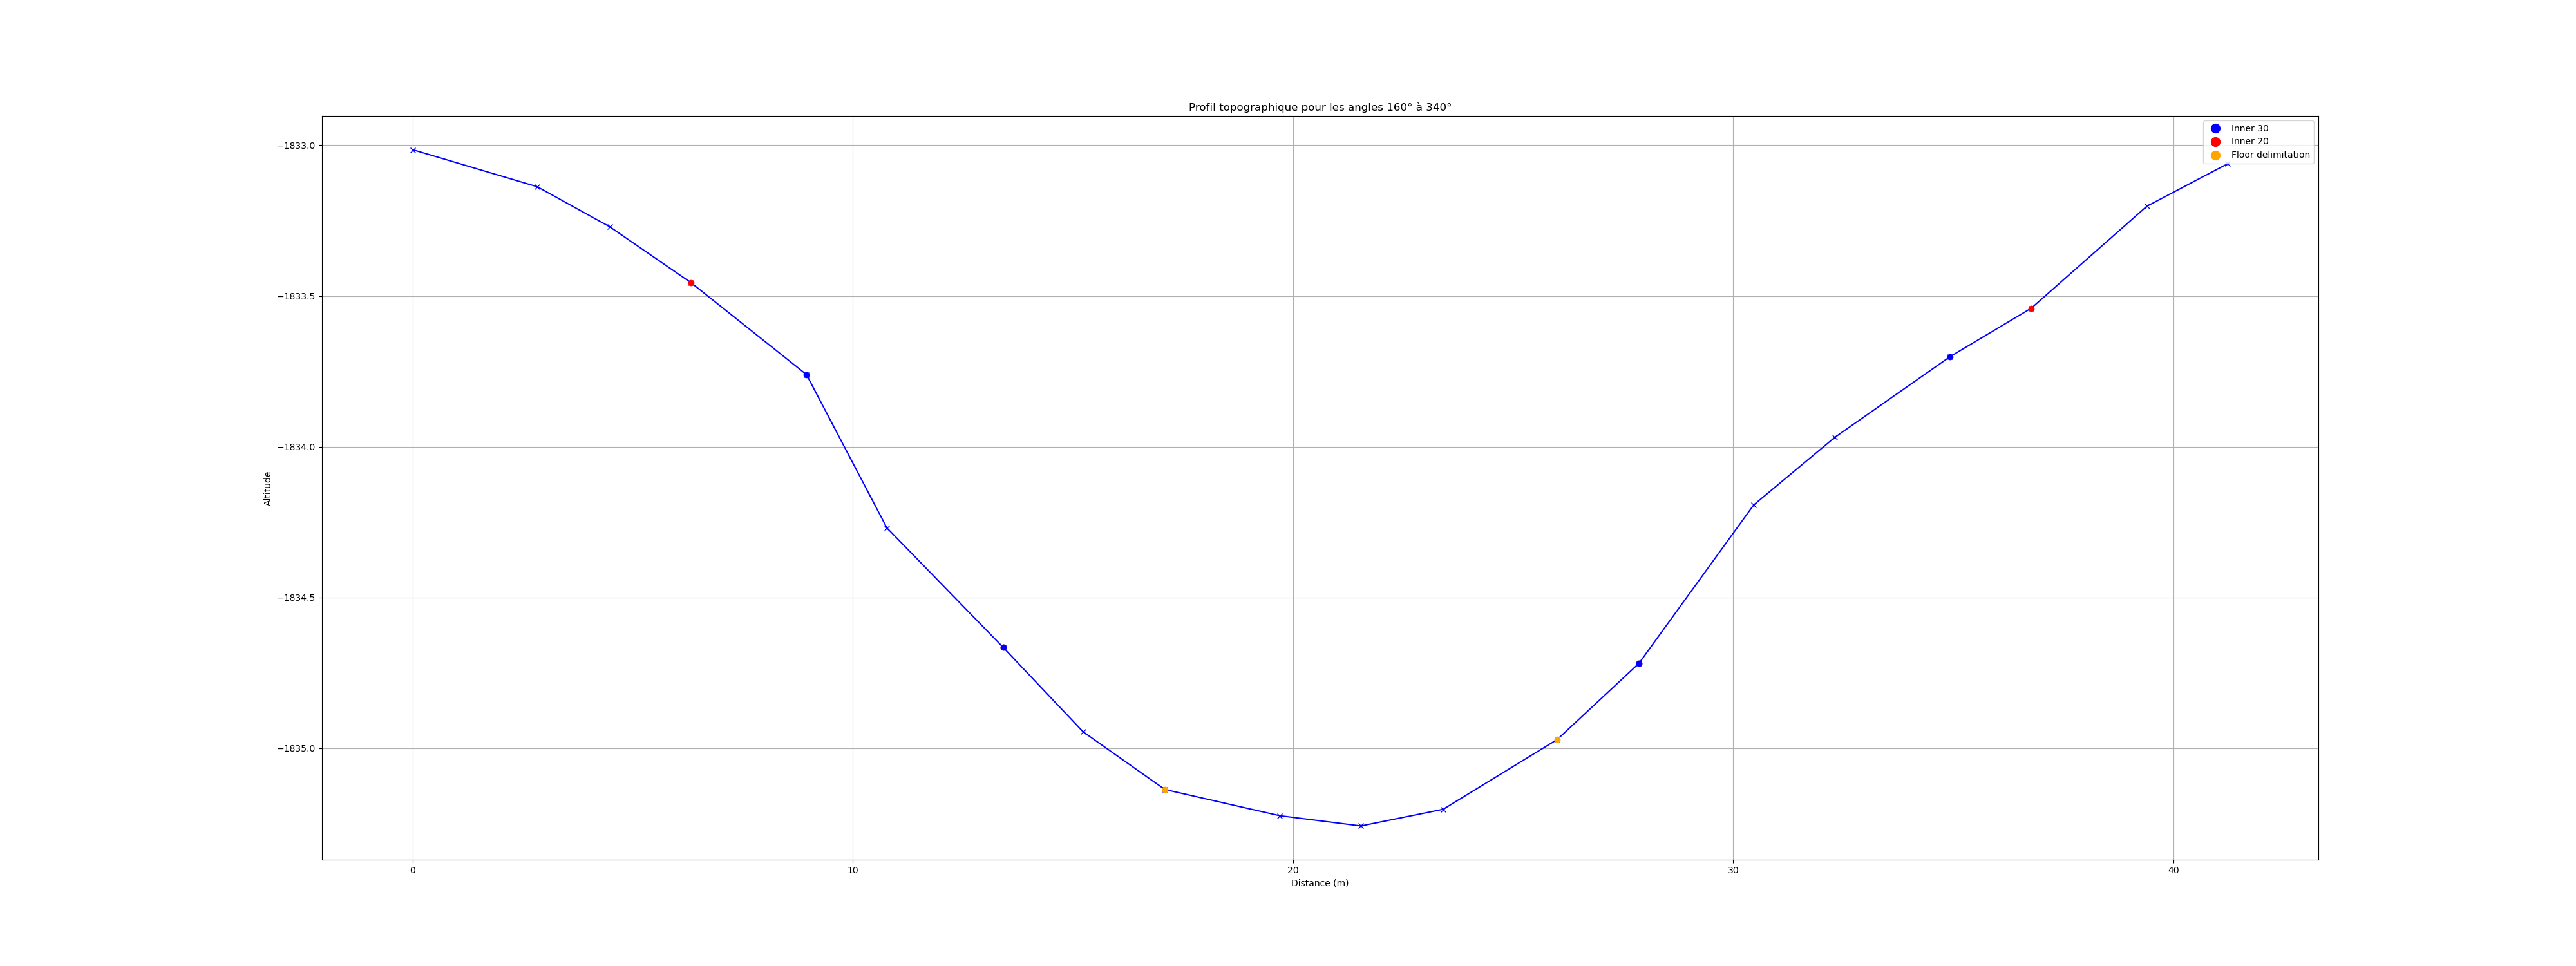 Profil topographique pour les angles 160° à 340°
Inner 30
Inner 20
Floor delimitation
−1833.0
−1833.5
−1834.0
−1834.5
−1835.0
Altitude
0 10 20 30 40
Distance (m)